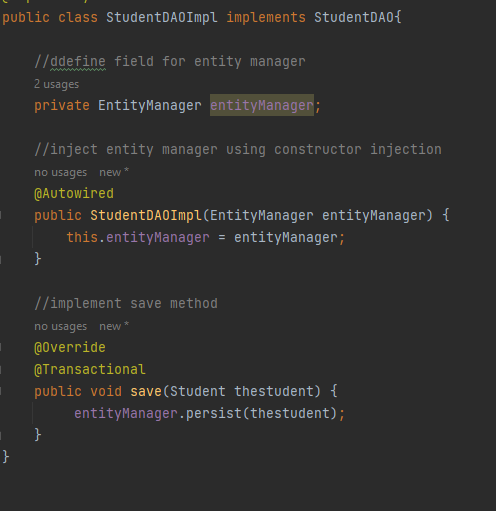 public class StudentDAOImpl implements StudentDAO{
//ddefine field for entity manager
2 usages
private EntityManager entityManager;
//inject entity manager using constructor injection
no usages new *
@Autowired
public StudentDAOImpl(EntityManager entityManager) {
this.entityManager = entityManager;
}
//implement save method
no usages new *
@Override
@Transactional
public void save(Student thestudent) {
entityManager.persist(thestudent);
}
}